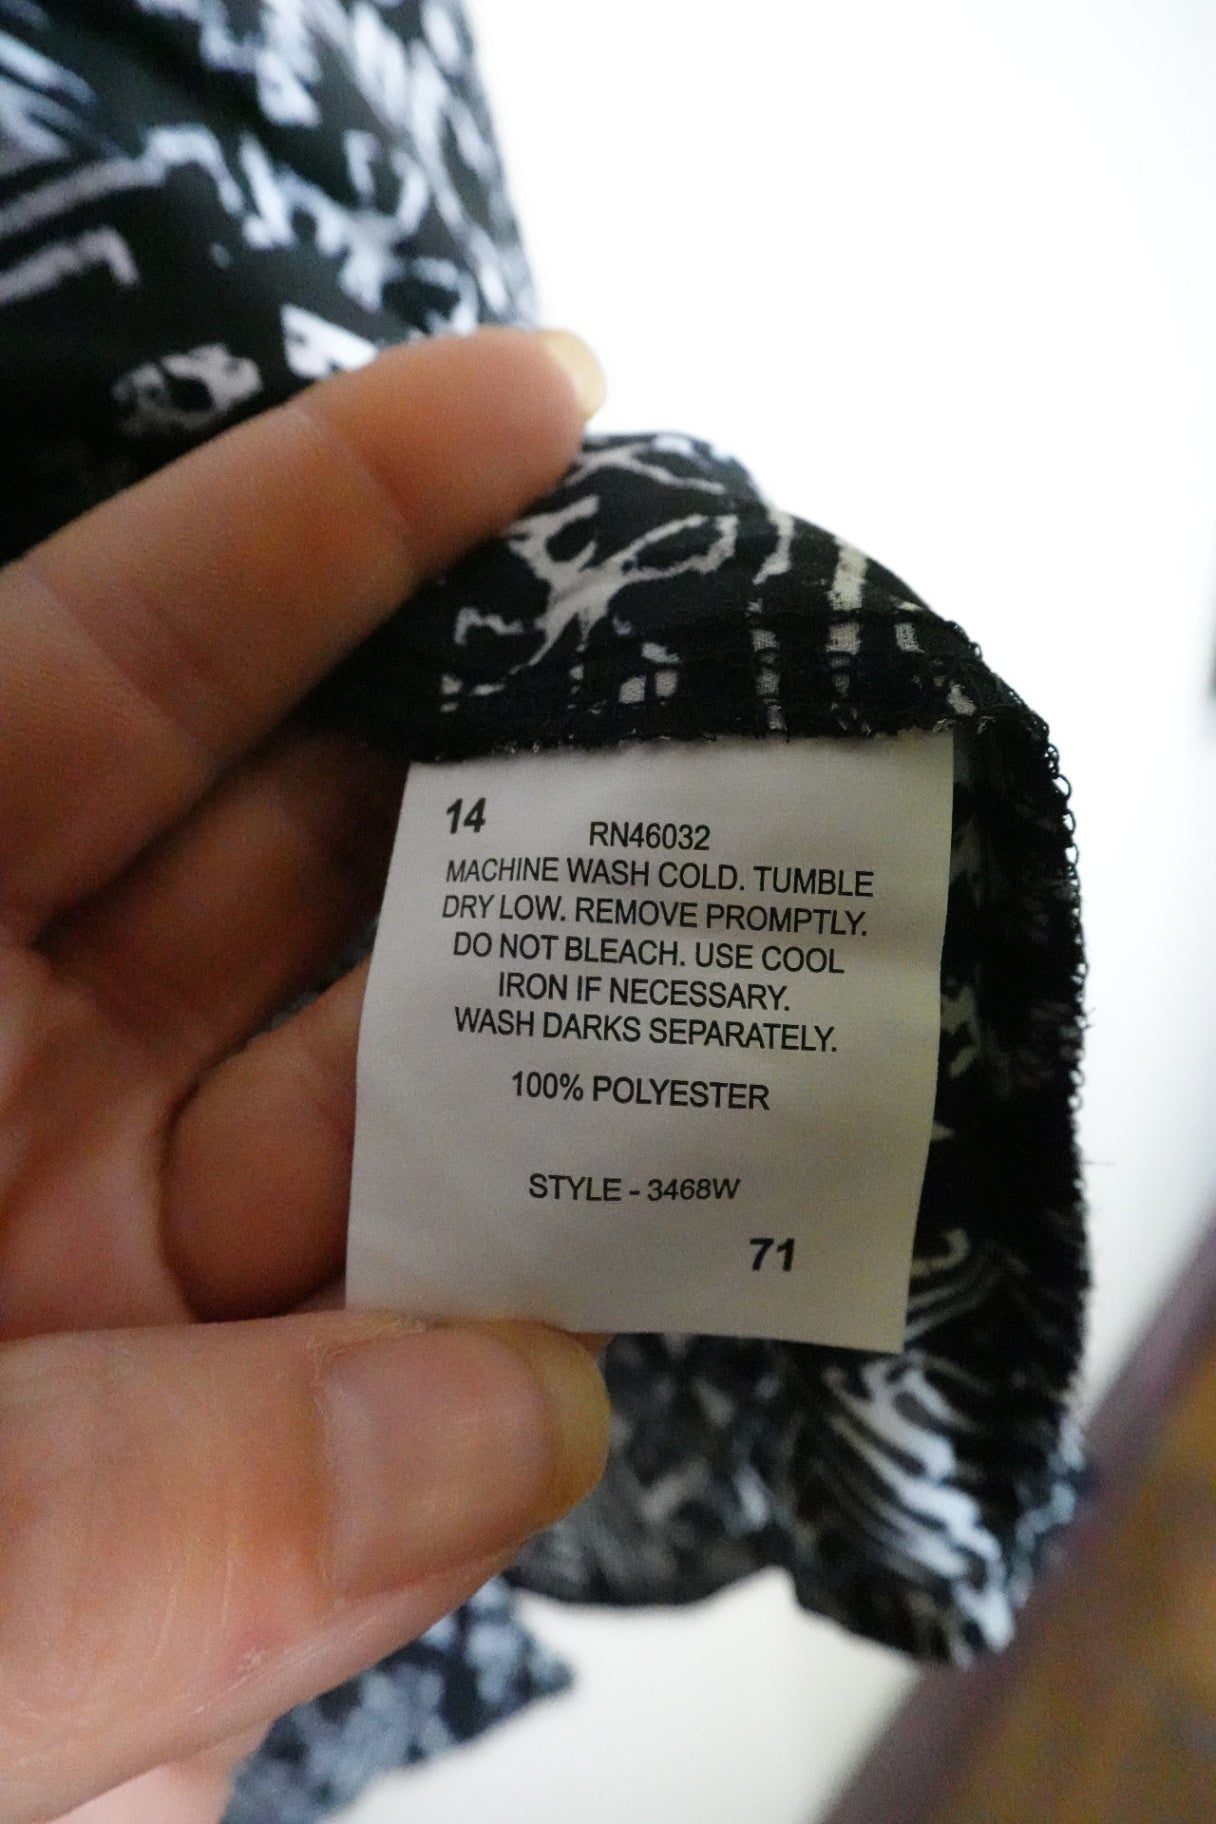 14
RN46032
MACHINE WASH COLD. TUMBLE
DRY LOW. REMOVE PROMPTLY.
DO NOT BLEACH. USE COOL
IRON IF NECESSARY.
WASH DARKS SEPARATELY.
100% POLYESTER
STYLE - 3468W
71